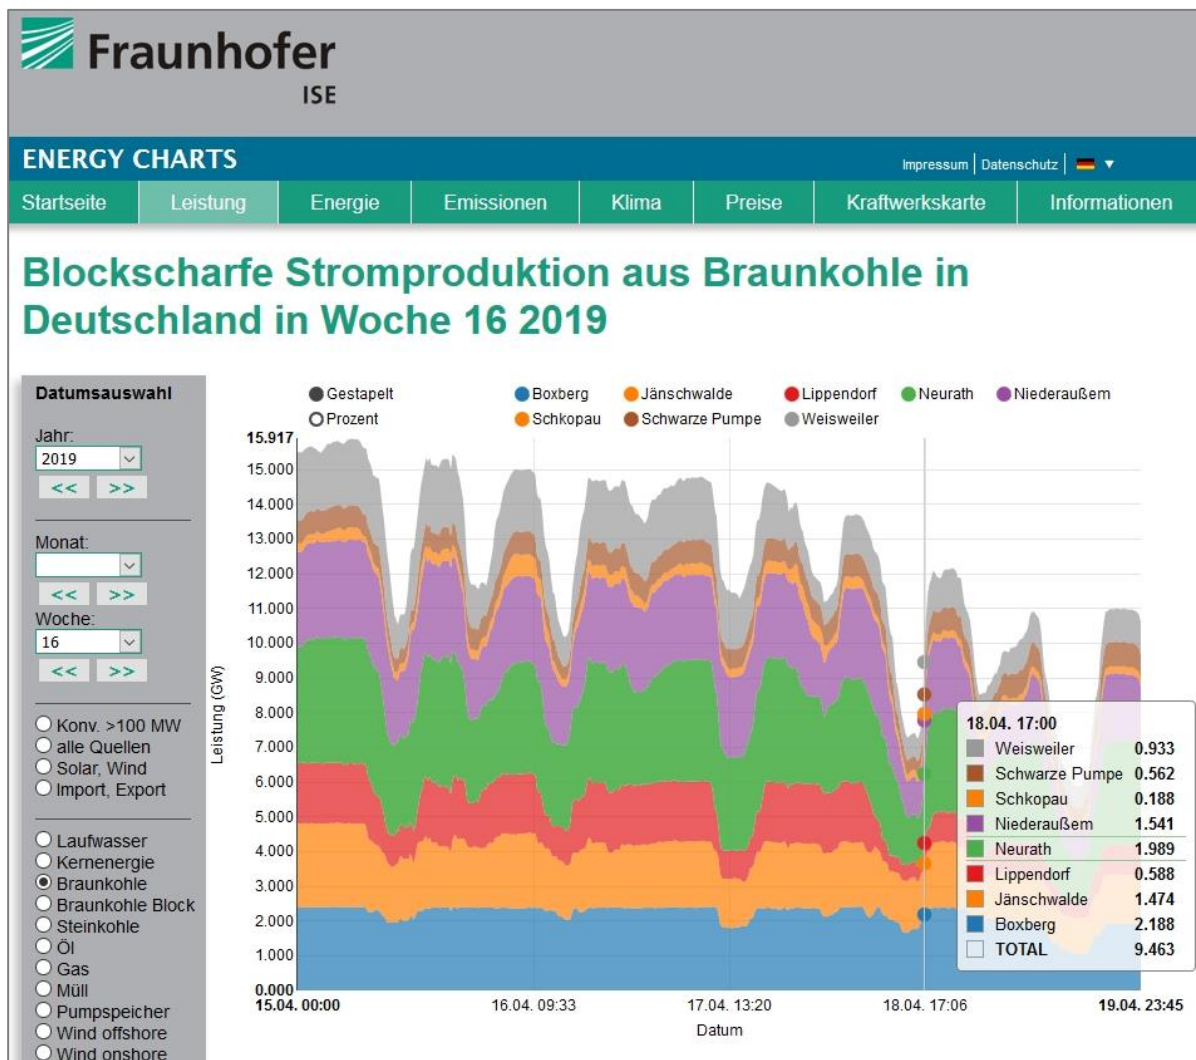 Fraunhofer
ISE
ENERGY CHARTS
Impressum | Datenschutz |
Startseite Leistung Energie Emissionen Klima Preise Kraftwerkskarte Informationen
Blockscharfe Stromproduktion aus Braunkohle in
Deutschland in Woche 16 2019
Datumsauswahl
Jahr:
2019
<< >>
Monat:
<< >>
Woche:
16
<< >>
Konv. >100 MW
alle Quellen
Solar, Wind
Import, Export
Laufwasser
Kernenergie
Braunkohle
Braunkohle Block
Steinkohle
Öl
Gas
Müll
Pumpspeicher
Wind offshore
Wind onshore
Gestapelt Boxberg Jänschwalde Lippendorf Neurath Niederaußem
Prozent Schkopau Schwarze Pumpe Weisweiler
15.917
15.000
14.000
13.000
12.000
11.000
10.000
9.000
8.000
7.000
6.000
5.000
4.000
3.000
2.000
1.000
0.000
Leistung (GW)
18.04. 17:00
Weisweiler 0.933
Schwarze Pumpe 0.562
Schkopau 0.188
Niederaußem 1.541
Neurath 1.989
Lippendorf 0.588
Jänschwalde 1.474
Boxberg 2.188
TOTAL 9.463
15.04. 00:00 16.04. 09:33 17.04. 13:20 18.04. 17:06 19.04. 23:45
Datum